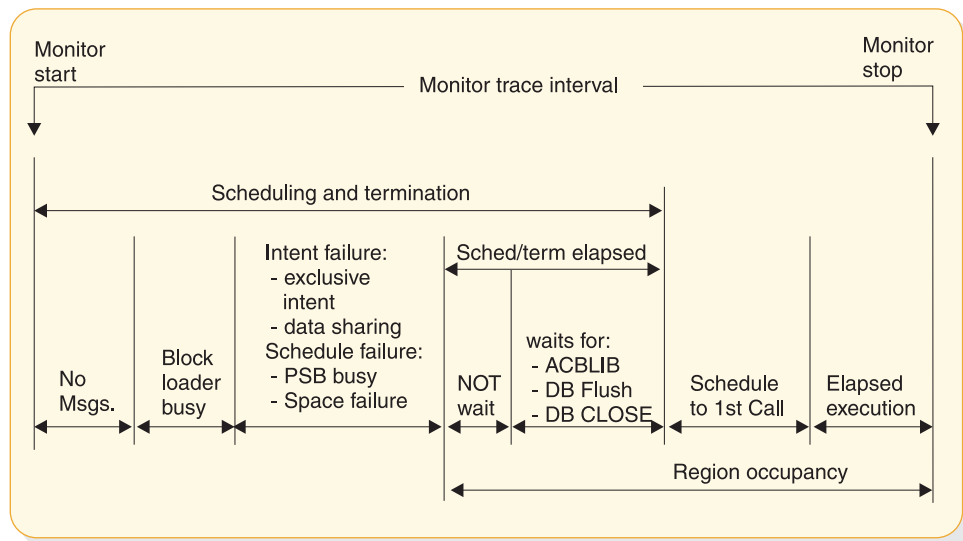 Monitor
start
Monitor
stop
Monitor trace interval
Scheduling and termination
Intent failure:
- exclusive
intent
- data sharing
Schedule failure:
- PSB busy
- Space failure
Sched/term elapsed
No
Msgs.
Block
loader
busy
NOT
wait
waits for:
- ACBLIB
- DB Flush
- DB CLOSE
Schedule
to 1st Call
Elapsed
execution
Region occupancy